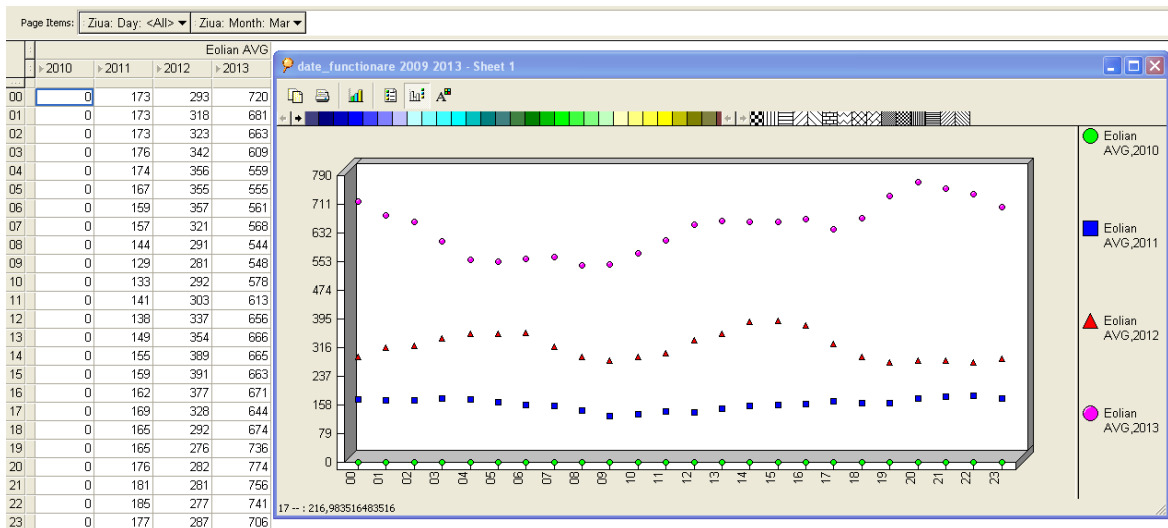 Page Items: Ziua: Day: <All> Ziua: Month: Mar
Eolian AVG
2010 2011 2012 2013
00 0 173 293 720
01 0 173 318 681
02 0 173 323 663
03 0 176 342 609
04 0 174 356 559
05 0 167 355 555
06 0 159 357 561
07 0 157 321 568
08 0 144 291 544
09 0 129 281 548
10 0 133 292 578
11 0 141 303 613
12 0 138 337 656
13 0 149 354 666
14 0 155 389 665
15 0 159 391 663
16 0 162 377 671
17 0 169 328 644
18 0 165 292 674
19 0 165 276 736
20 0 176 282 774
21 0 181 281 756
22 0 185 277 741
23 0 177 287 706
date_functionare 2009 2013 - Sheet 1
790
711
632
553
474
395
316
237
158
79
0
00 01 02 03 04 05 06 07 08 09 10 11 12 13 14 15 16 17 18 19 20 21 22 23
Eolian
AVG,2010
Eolian
AVG,2011
Eolian
AVG,2012
Eolian
AVG,2013
17 -- : 216,983516483516